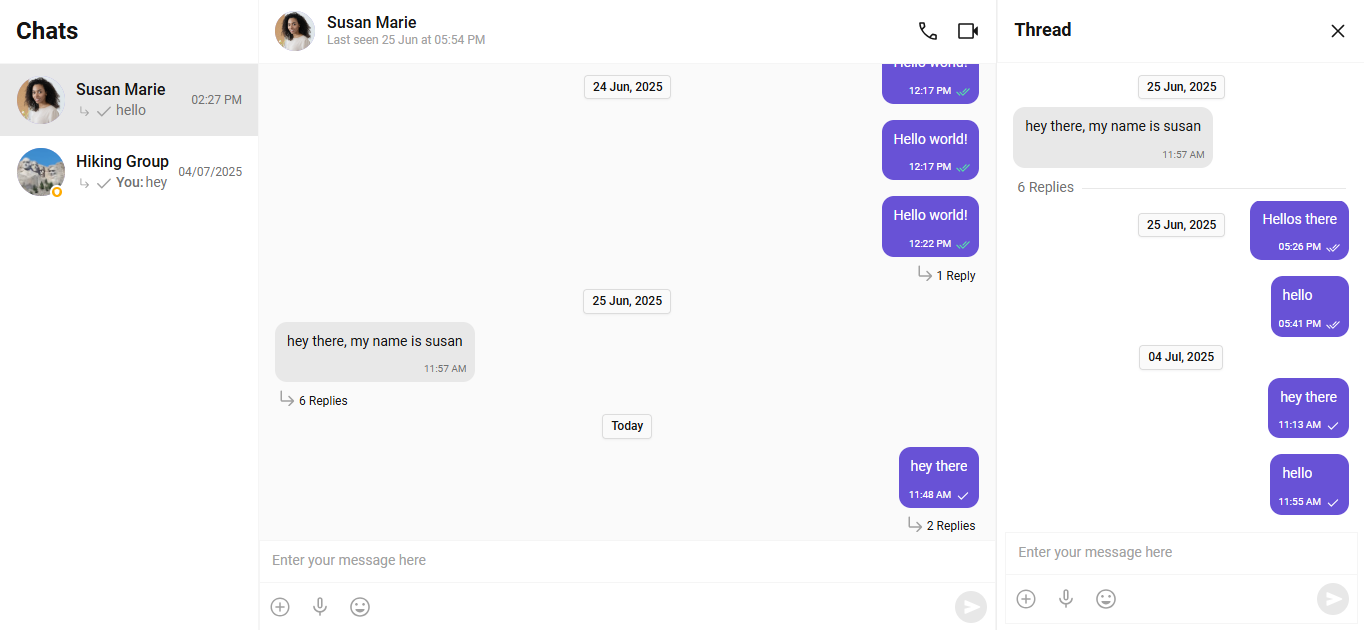 Chats
Susan Marie
02:27 PM
hello
Hiking Group
04/07/2025
You: hey
Susan Marie
Last seen 25 Jun at 05:54 PM
24 Jun, 2025
Hello world!
12:17 PM
Hello world!
12:17 PM
Hello world!
12:22 PM
1 Reply
25 Jun, 2025
hey there, my name is susan
11:57 AM
6 Replies
Today
hey there
11:48 AM
2 Replies
Enter your message here
Thread
25 Jun, 2025
hey there, my name is susan
11:57 AM
6 Replies
25 Jun, 2025
Hellos there
05:26 PM
hello
05:41 PM
04 Jul, 2025
hey there
11:13 AM
hello
11:55 AM
Enter your message here